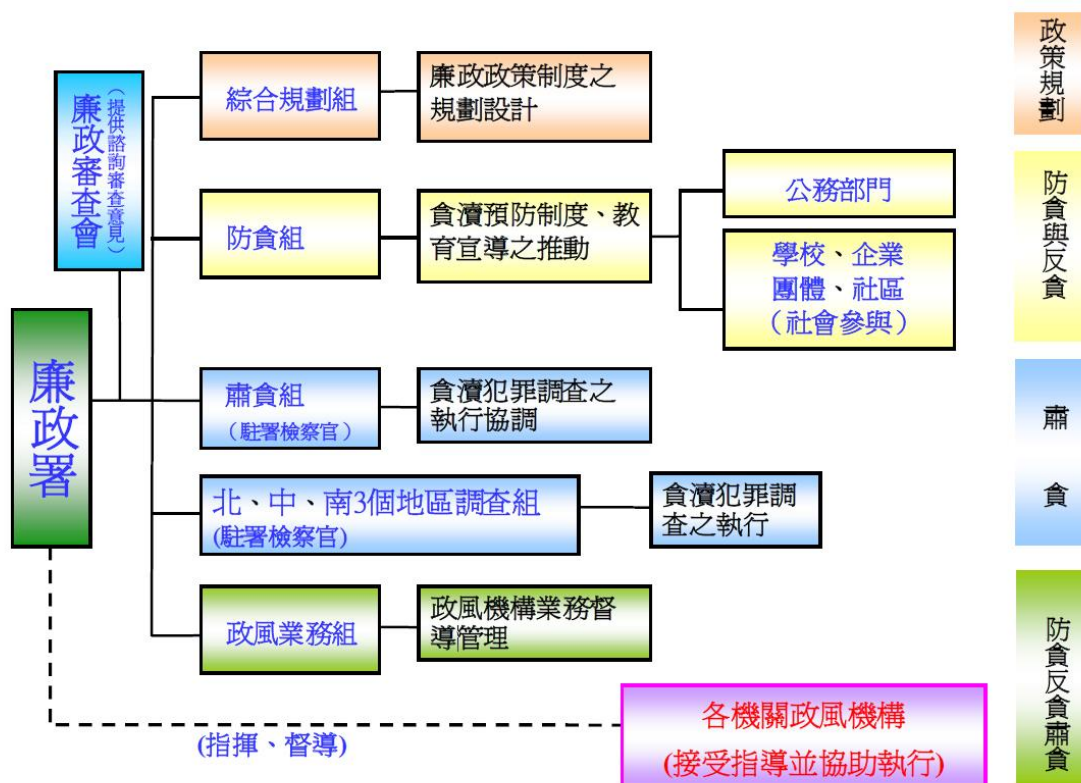 廉政審查會
(提供諮詢審查意見)
廉政署
綜合規劃組
廉政政策制度之
規劃設計
防貪組
貪瀆預防制度、教
育宣導之推動
公務部門
學校、企業
團體、社區
(社會參與)
肅貪組
(駐署檢察官)
貪瀆犯罪調查之
執行協調
北、中、南3個地區調查組
(駐署檢察官)
貪瀆犯罪調
查之執行
政風業務組
政風機構業務督
導管理
(指揮、督導)
各機關政風機構
(接受指導並協助執行)
政策規劃
防貪與反貪
肅貪
防貪反貪肅貪